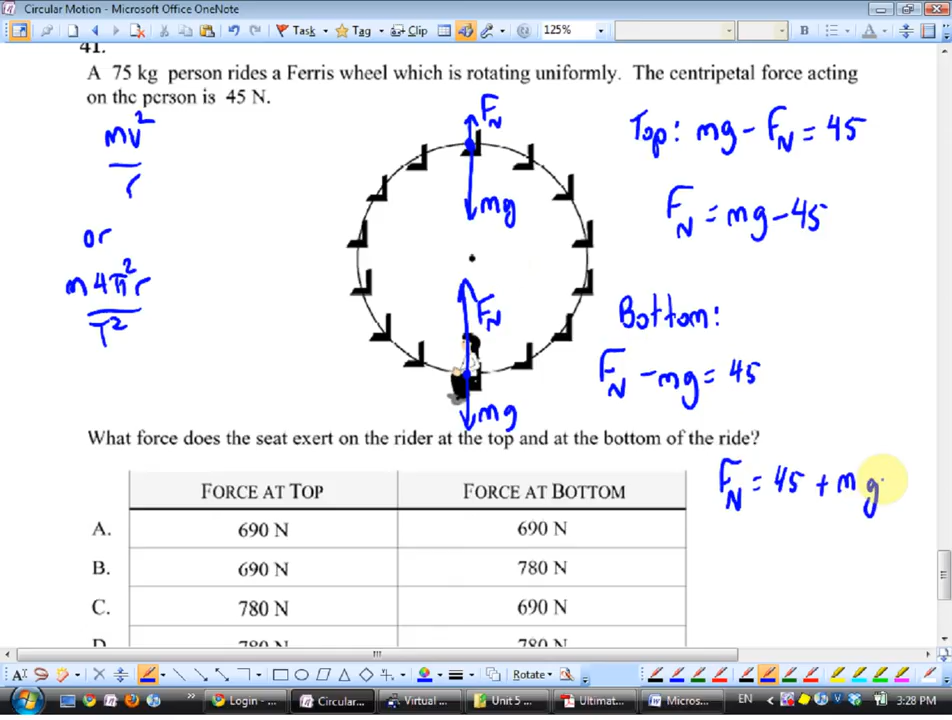 Circular Motion - Microsoft Office OneNote
Task
Tag
Clip
125%
B
41.
A 75 kg person rides a Ferris wheel which is rotating uniformly. The centripetal force acting
on the person is 45 N.
mv²
r
or
m4π²r
T²
F_N
mg
F_N
mg
Top: mg - F_N = 45
F_N = mg - 45
Bottom:
F_N - mg = 45
What force does the seat exert on the rider at the top and at the bottom of the ride?
F_N = 45 + mg
FORCE AT TOP FORCE AT BOTTOM
A. 690 N 690 N
B. 690 N 780 N
C. 780 N 690 N
D. 780 N 780 N
Rotate
Login -
Circular...
Virtual ...
Unit 5 ...
Ultimat...
Micros...
EN
3:28 PM